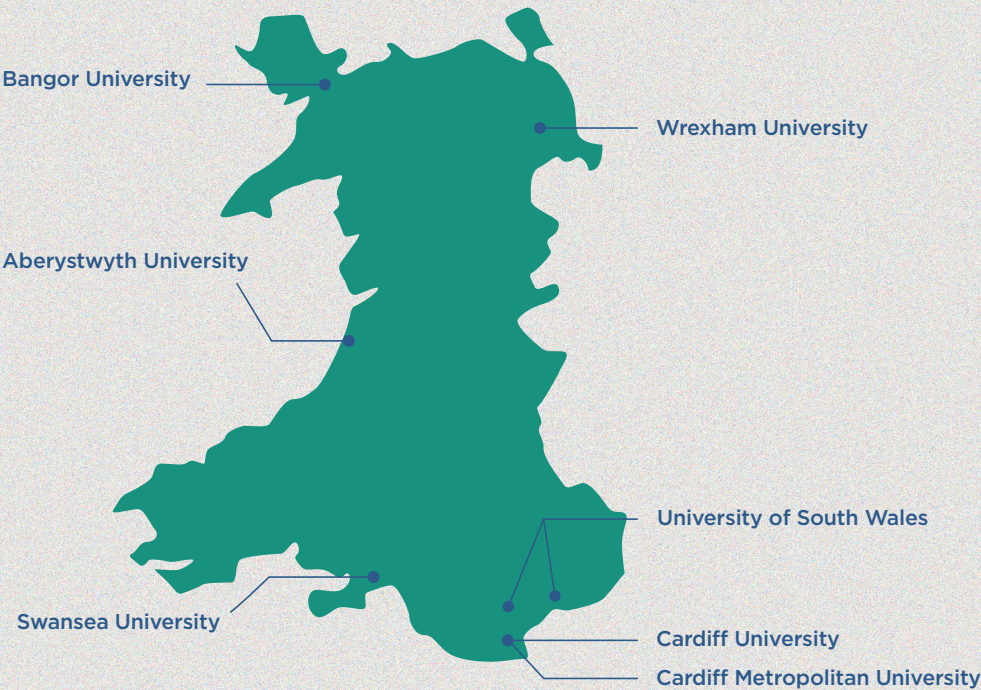 Bangor University
Wrexham University
Aberystwyth University
University of South Wales
Swansea University
Cardiff University
Cardiff Metropolitan University